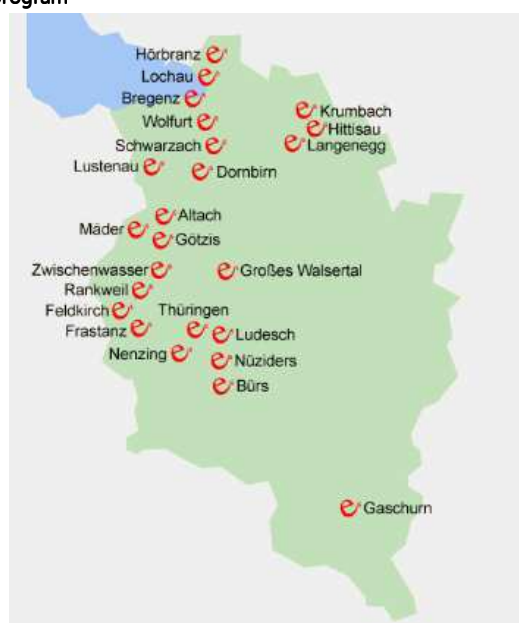 program
Hörbranz
Lochau
Bregenz
Krumbach
Wolfurt
Hittisau
Schwarzach
Langenegg
Lustenau
Dornbirn
Altach
Mäder
Götzis
Zwischenwasser
Großes Walsertal
Rankweil
Feldkirch
Thüringen
Frastanz
Ludesch
Nenzing
Nüziders
Bürs
Gaschurn